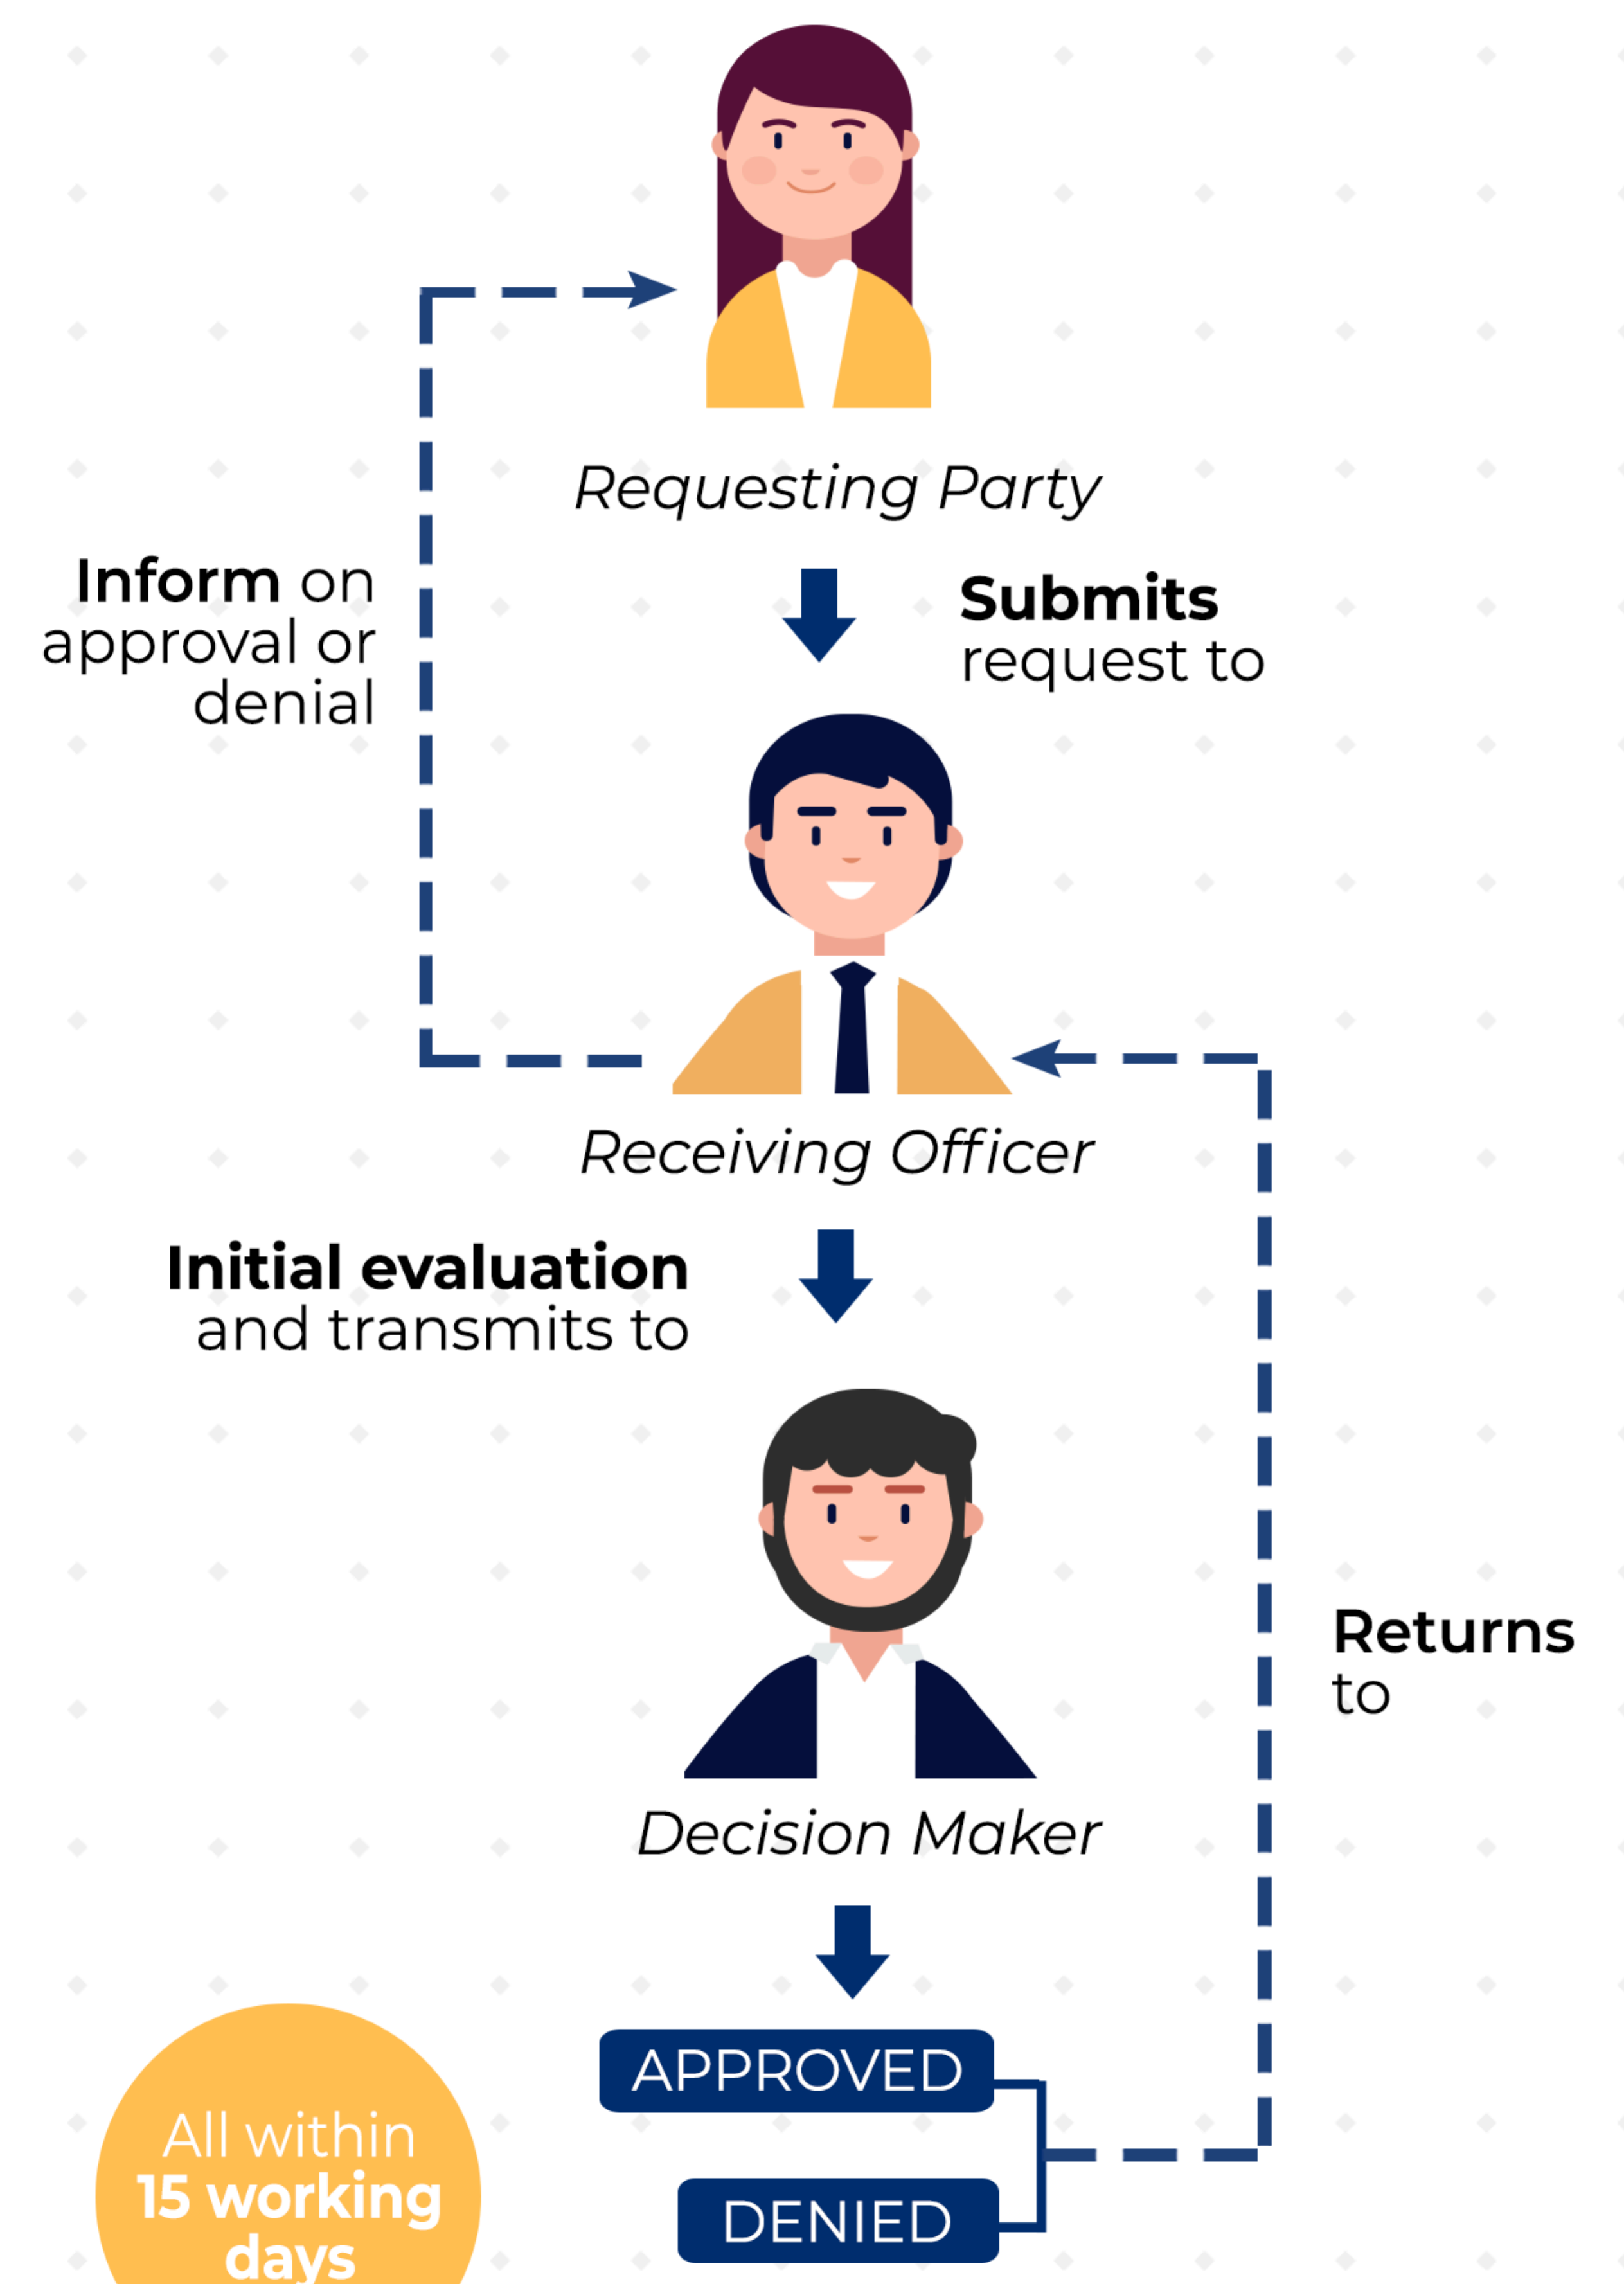 Requesting Party
Inform on
approval or
denial
Submits
request to
Receiving Officer
Initial evaluation
and transmits to
Decision Maker
Returns
to
APPROVED
DENIED
All within
15 working
days